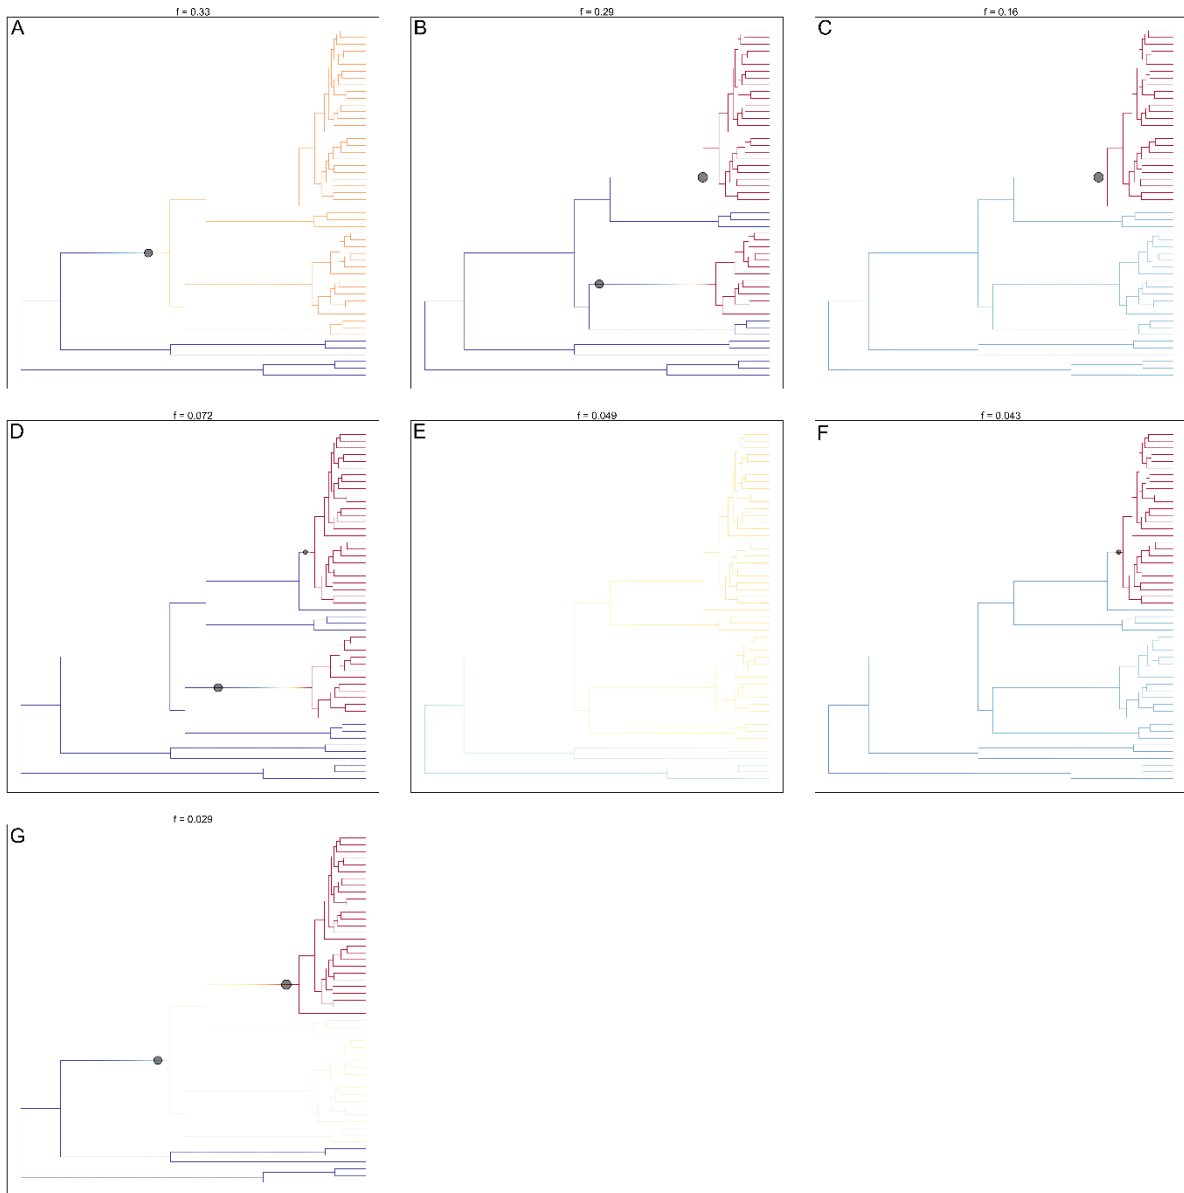 f = 0.33
f = 0.29
f = 0.16
A
B
C
f = 0.072
f = 0.049
f = 0.043
D
E
F
f = 0.029
G